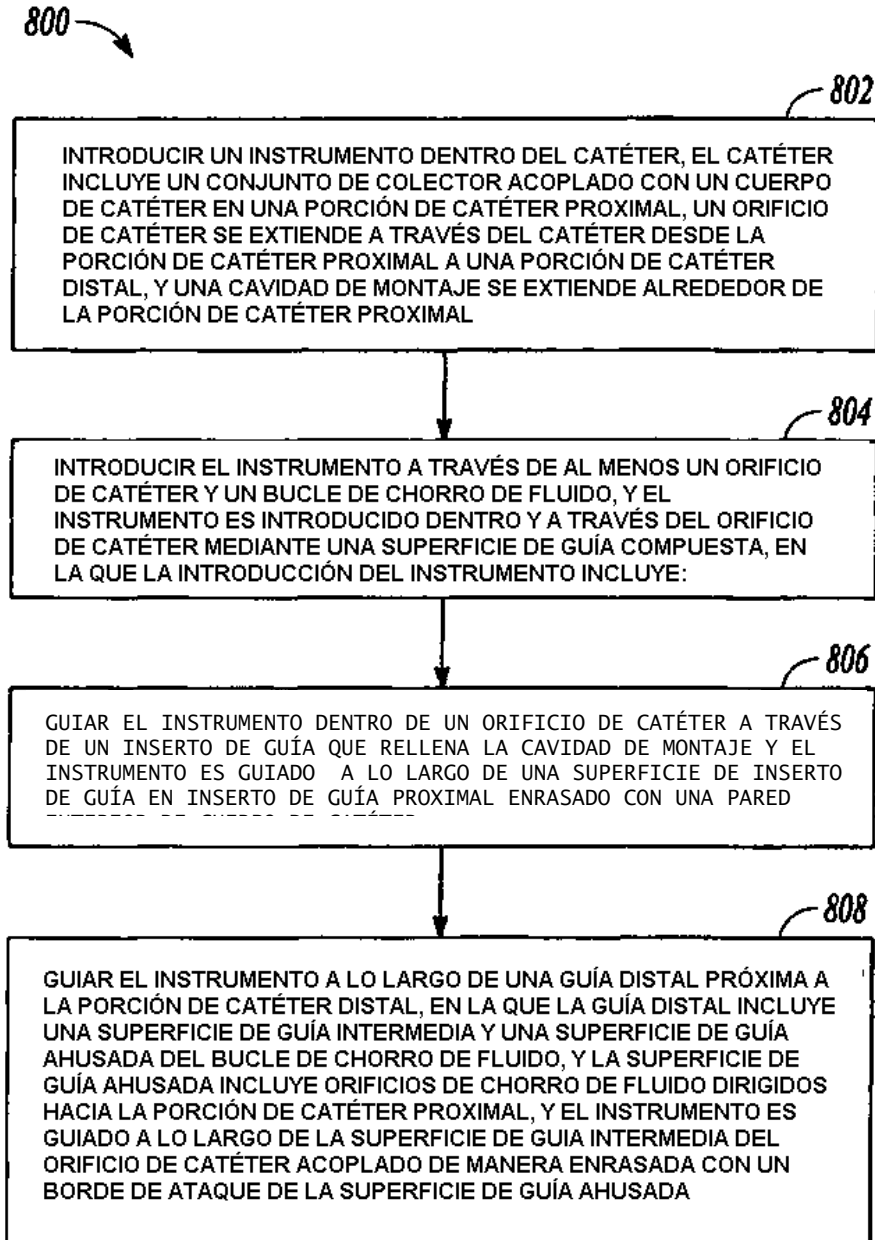 800
802
INTRODUCIR UN INSTRUMENTO DENTRO DEL CATÉTER, EL CATÉTER
INCLUYE UN CONJUNTO DE COLECTOR ACOPLADO CON UN CUERPO
DE CATÉTER EN UNA PORCIÓN DE CATÉTER PROXIMAL, UN ORIFICIO
DE CATÉTER SE EXTIENDE A TRAVÉS DEL CATÉTER DESDE LA
PORCIÓN DE CATÉTER PROXIMAL A UNA PORCIÓN DE CATÉTER
DISTAL, Y UNA CAVIDAD DE MONTAJE SE EXTIENDE ALREDEDOR DE
LA PORCIÓN DE CATÉTER PROXIMAL
804
INTRODUCIR EL INSTRUMENTO A TRAVÉS DE AL MENOS UN ORIFICIO
DE CATÉTER Y UN BUCLE DE CHORRO DE FLUIDO, Y EL
INSTRUMENTO ES INTRODUCIDO DENTRO Y A TRAVÉS DEL ORIFICIO
DE CATÉTER MEDIANTE UNA SUPERFICIE DE GUÍA COMPUESTA, EN
LA QUE LA INTRODUCCIÓN DEL INSTRUMENTO INCLUYE:
806
GUIAR EL INSTRUMENTO DENTRO DE UN ORIFICIO DE CATÉTER A TRAVÉS
DE UN INSERTO DE GUÍA QUE RELLENA LA CAVIDAD DE MONTAJE Y EL
INSTRUMENTO ES GUIADO A LO LARGO DE UNA SUPERFICIE DE INSERTO
DE GUÍA EN INSERTO DE GUÍA PROXIMAL ENRASADO CON UNA PARED
808
GUIAR EL INSTRUMENTO A LO LARGO DE UNA GUÍA DISTAL PRÓXIMA A
LA PORCIÓN DE CATÉTER DISTAL, EN LA QUE LA GUÍA DISTAL INCLUYE
UNA SUPERFICIE DE GUÍA INTERMEDIA Y UNA SUPERFICIE DE GUÍA
AHUSADA DEL BUCLE DE CHORRO DE FLUIDO, Y LA SUPERFICIE DE
GUÍA AHUSADA INCLUYE ORIFICIOS DE CHORRO DE FLUIDO DIRIGIDOS
HACIA LA PORCIÓN DE CATÉTER PROXIMAL, Y EL INSTRUMENTO ES
GUIADO A LO LARGO DE LA SUPERFICIE DE GUIA INTERMEDIA DEL
ORIFICIO DE CATÉTER ACOPLADO DE MANERA ENRASADA CON UN
BORDE DE ATAQUE DE LA SUPERFICIE DE GUÍA AHUSADA